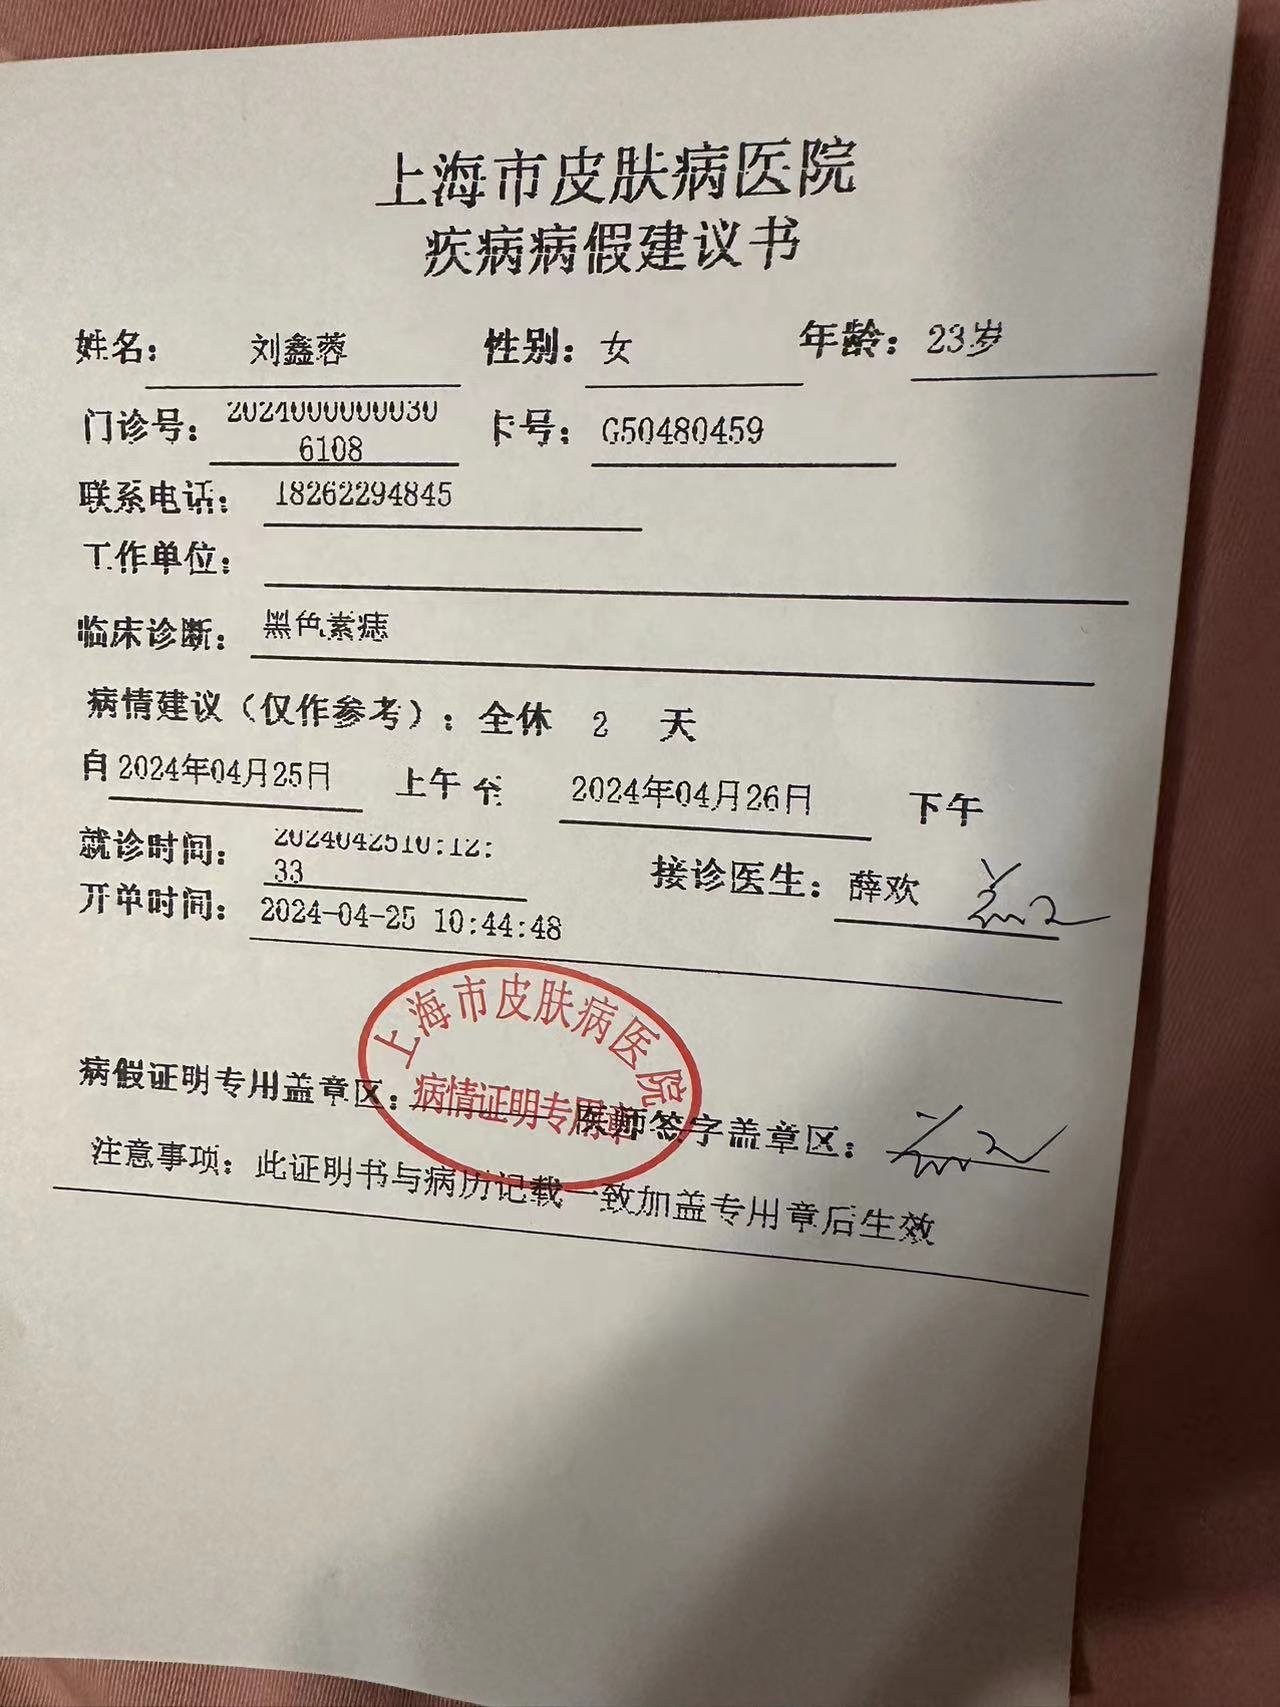 上海市皮肤病医院
疾病病假建议书
姓名： 刘鑫蓉 性别： 女 年龄： 23岁
门诊号： 2024000000030 卡号： G50480459
6108
联系电话： 18262294845
工作单位：
临床诊断： 黑色素痣
病情建议（仅作参考）： 全休 2 天
自 2024年04月25日 上午 至 2024年04月26日 下午
就诊时间： 2024042510:12: 接诊医生： 薛欢
33
开单时间： 2024-04-25 10:44:48
上海市皮肤病医院
病情证明专用章
病假证明专用盖章区： 医师签字盖章区：
注意事项：此证明书与病历记载一致加盖专用章后生效